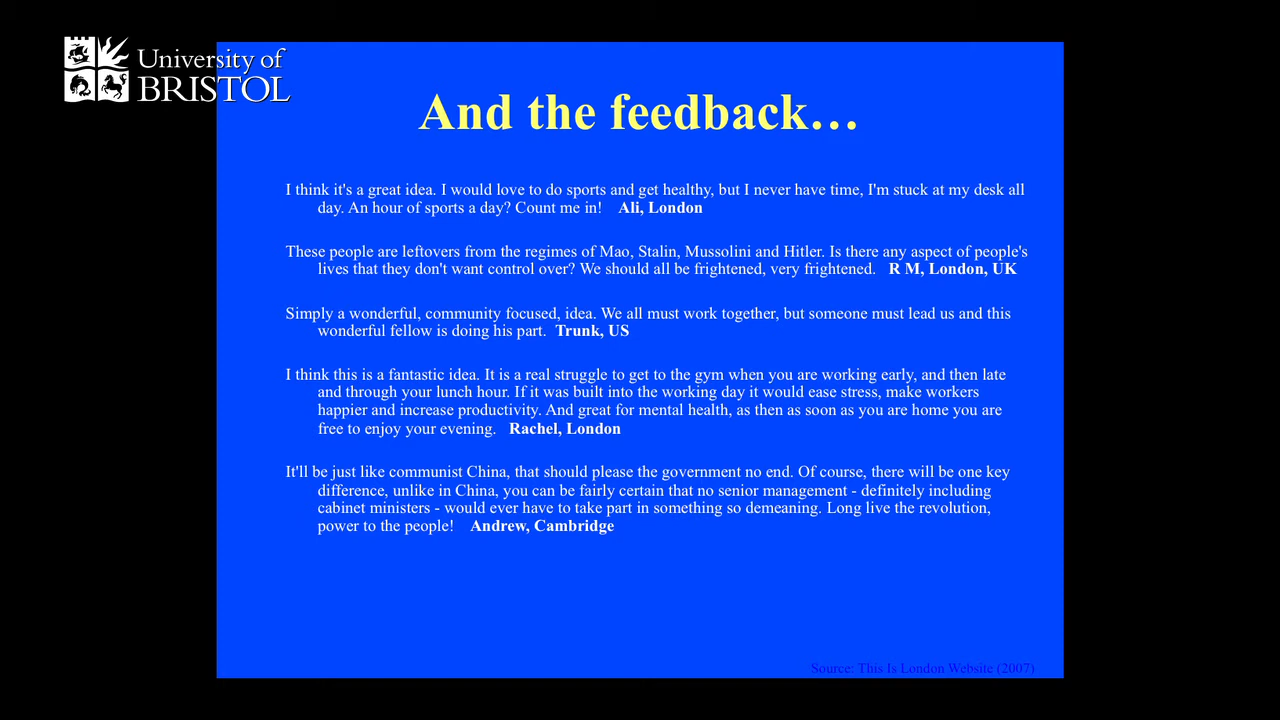 University of
BRISTOL
And the feedback…
I think it's a great idea. I would love to do sports and get healthy, but I never have time, I'm stuck at my desk all
day. An hour of sports a day? Count me in! Ali, London
These people are leftovers from the regimes of Mao, Stalin, Mussolini and Hitler. Is there any aspect of people's
lives that they don't want control over? We should all be frightened, very frightened. R M, London, UK
Simply a wonderful, community focused, idea. We all must work together, but someone must lead us and this
wonderful fellow is doing his part. Trunk, US
I think this is a fantastic idea. It is a real struggle to get to the gym when you are working early, and then late
and through your lunch hour. If it was built into the working day it would ease stress, make workers
happier and increase productivity. And great for mental health, as then as soon as you are home you are
free to enjoy your evening. Rachel, London
It'll be just like communist China, that should please the government no end. Of course, there will be one key
difference, unlike in China, you can be fairly certain that no senior management - definitely including
cabinet ministers - would ever have to take part in something so demeaning. Long live the revolution,
power to the people! Andrew, Cambridge
Source: This Is London Website (2007)